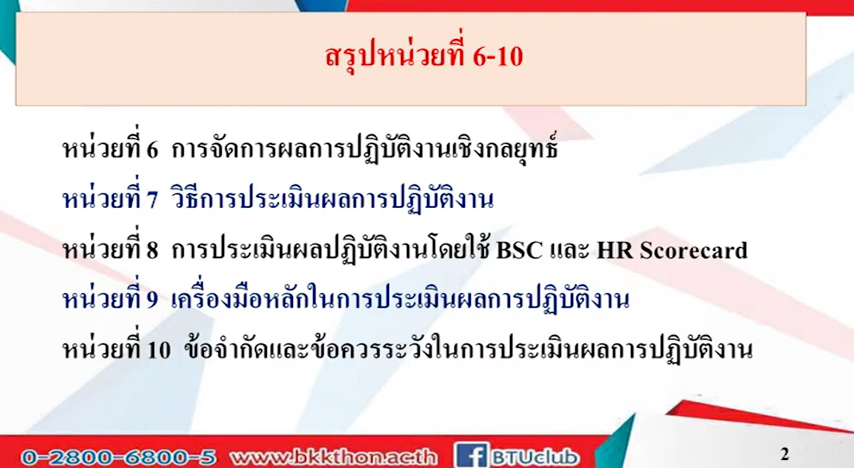 สรุปหน่วยที่ 6-10
หน่วยที่ 6 การจัดการผลการปฏิบัติงานเชิงกลยุทธ์
หน่วยที่ 7 วิธีการประเมินผลการปฏิบัติงาน
หน่วยที่ 8 การประเมินผลปฏิบัติงานโดยใช้ BSC และ HR Scorecard
หน่วยที่ 9 เครื่องมือหลักในการประเมินผลการปฏิบัติงาน
หน่วยที่ 10 ข้อจำกัดและข้อควรระวังในการประเมินผลการปฏิบัติงาน
0-2800-6800-5 www.bkkthon.ac.th f BTUclub 2